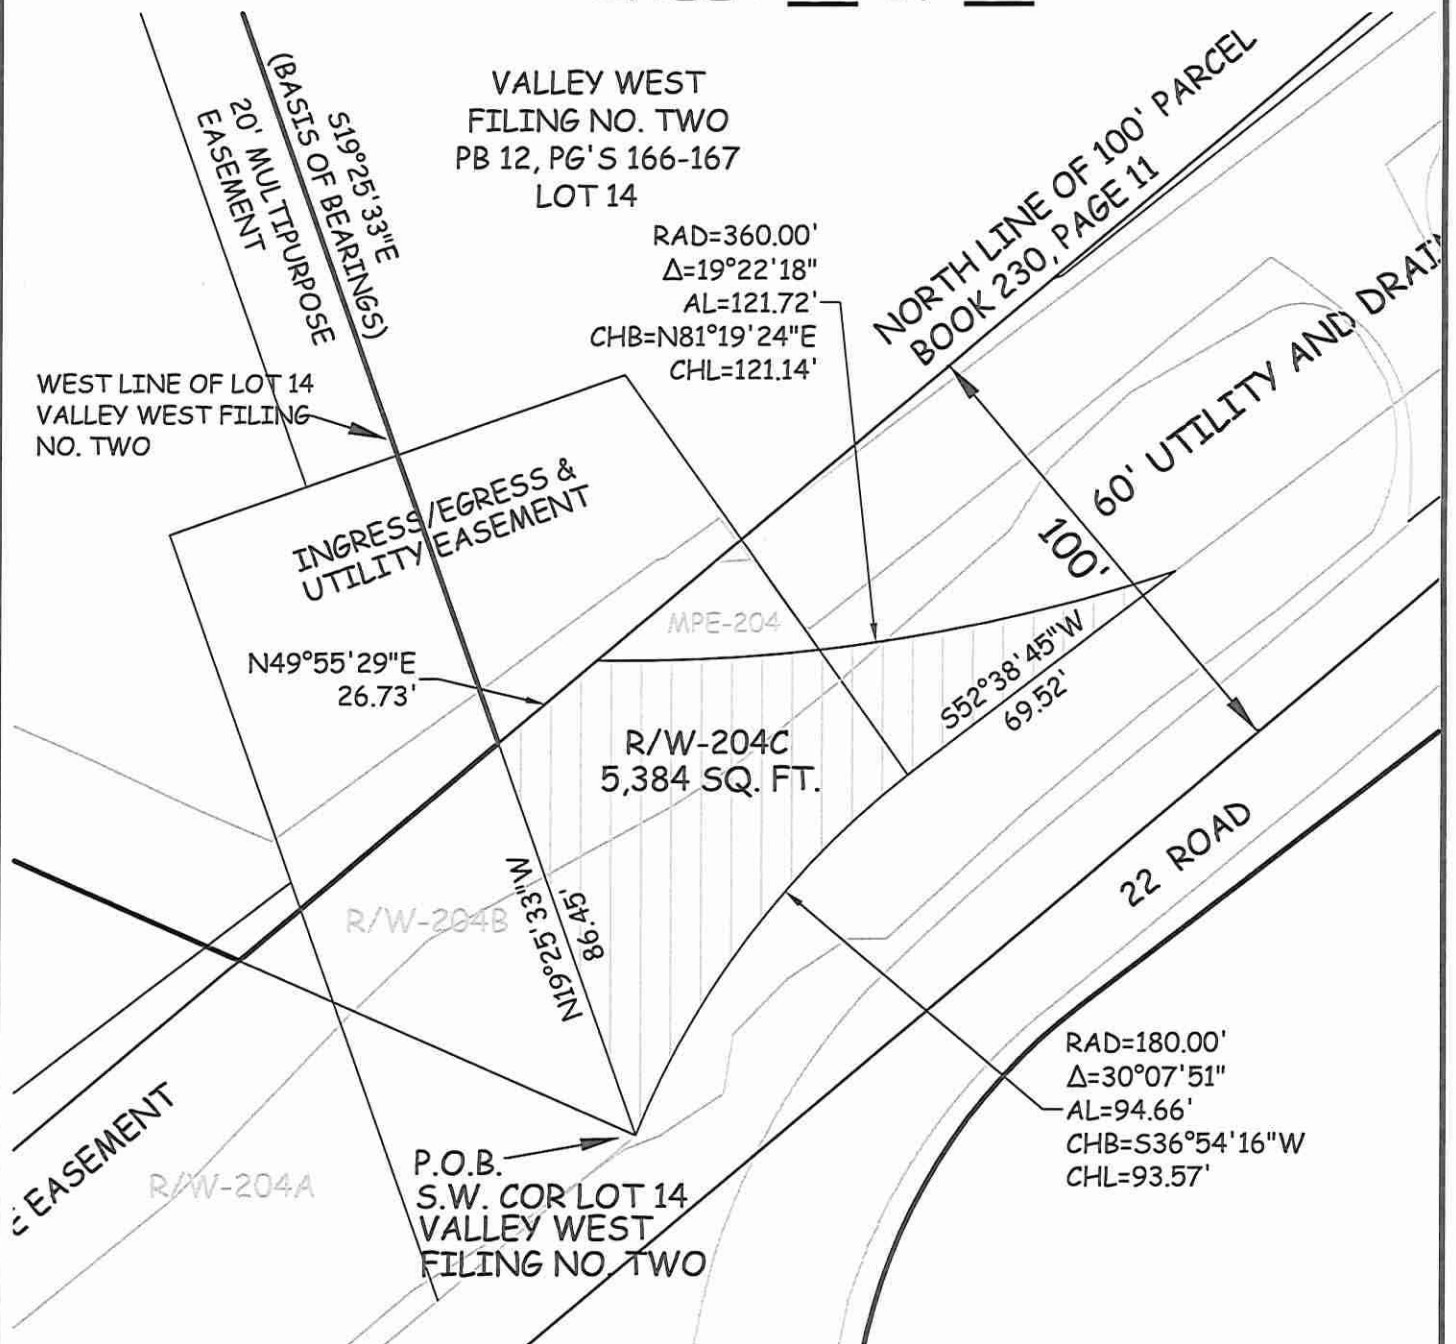 S19°25'33"E
(BASIS OF BEARINGS)
20' MULTIPURPOSE
EASEMENT
VALLEY WEST
FILING NO. TWO
PB 12, PG'S 166-167
LOT 14
RAD=360.00'
Δ=19°22'18"
AL=121.72'
CHB=N81°19'24"E
CHL=121.14'
NORTH LINE OF 100' PARCEL
BOOK 230, PAGE 11
WEST LINE OF LOT 14
VALLEY WEST FILING
NO. TWO
60' UTILITY AND
100'
INGRESS/EGRESS &
UTILITY EASEMENT
MPE-204
N49°55'29"E
26.73'
S52°38'45"W
69.52'
R/W-204C
5,384 SQ. FT.
22 ROAD
R/W-204B
N19°25'33"W
86.45'
RAD=180.00'
Δ=30°07'51"
AL=94.66'
CHB=S36°54'16"W
CHL=93.57'
EASEMENT
R/W-204A
P.O.B.
S.W. COR LOT 14
VALLEY WEST
FILING NO. TWO